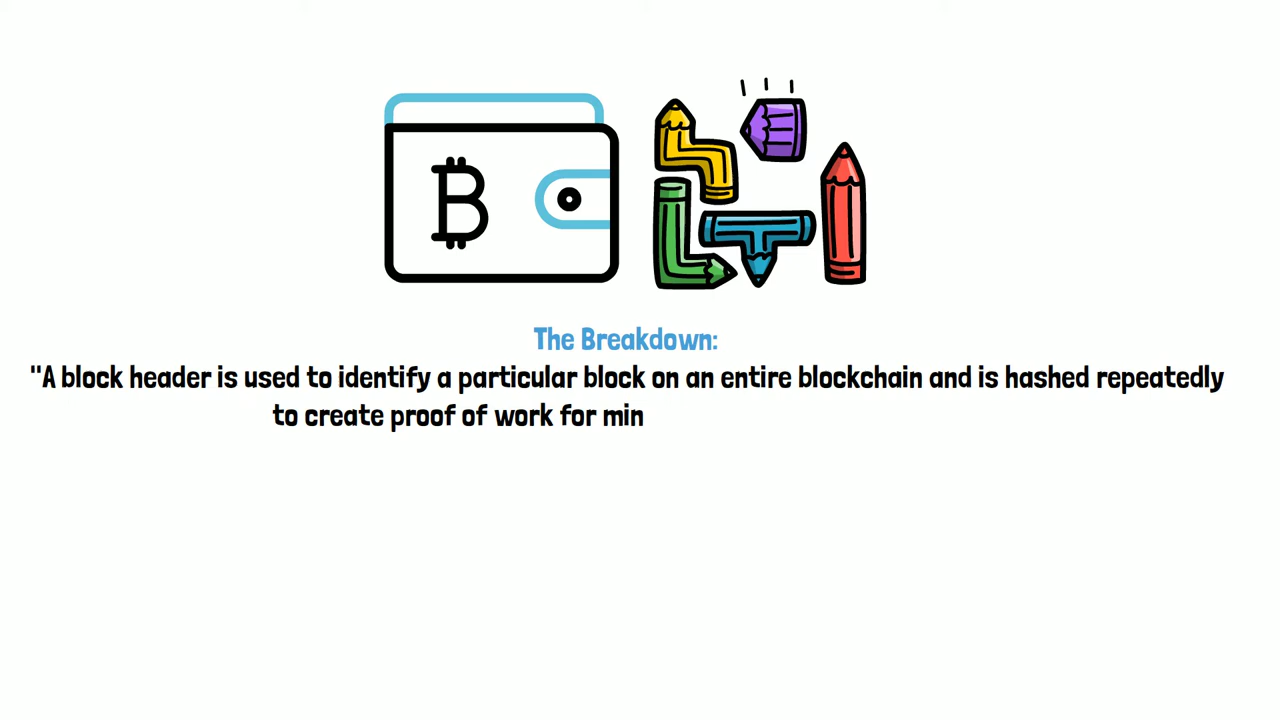 The Breakdown:
"A block header is used to identify a particular block on an entire blockchain and is hashed repeatedly
to create proof of work for min